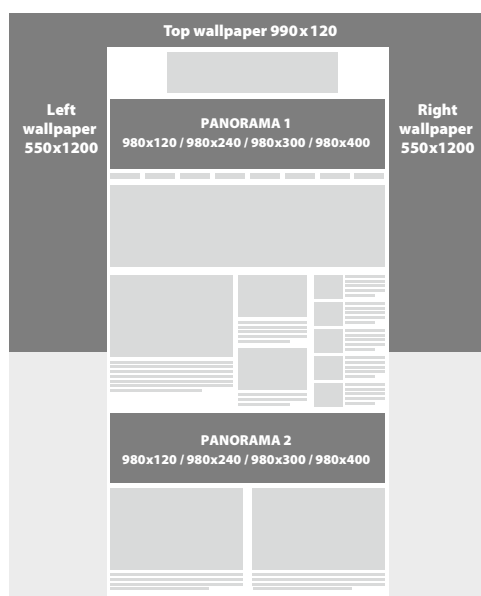 Top wallpaper 990x120
Left
wallpaper
550x1200
Right
wallpaper
550x1200
PANORAMA 1
980x120 / 980x240 / 980x300 / 980x400
PANORAMA 2
980x120 / 980x240 / 980x300 / 980x400